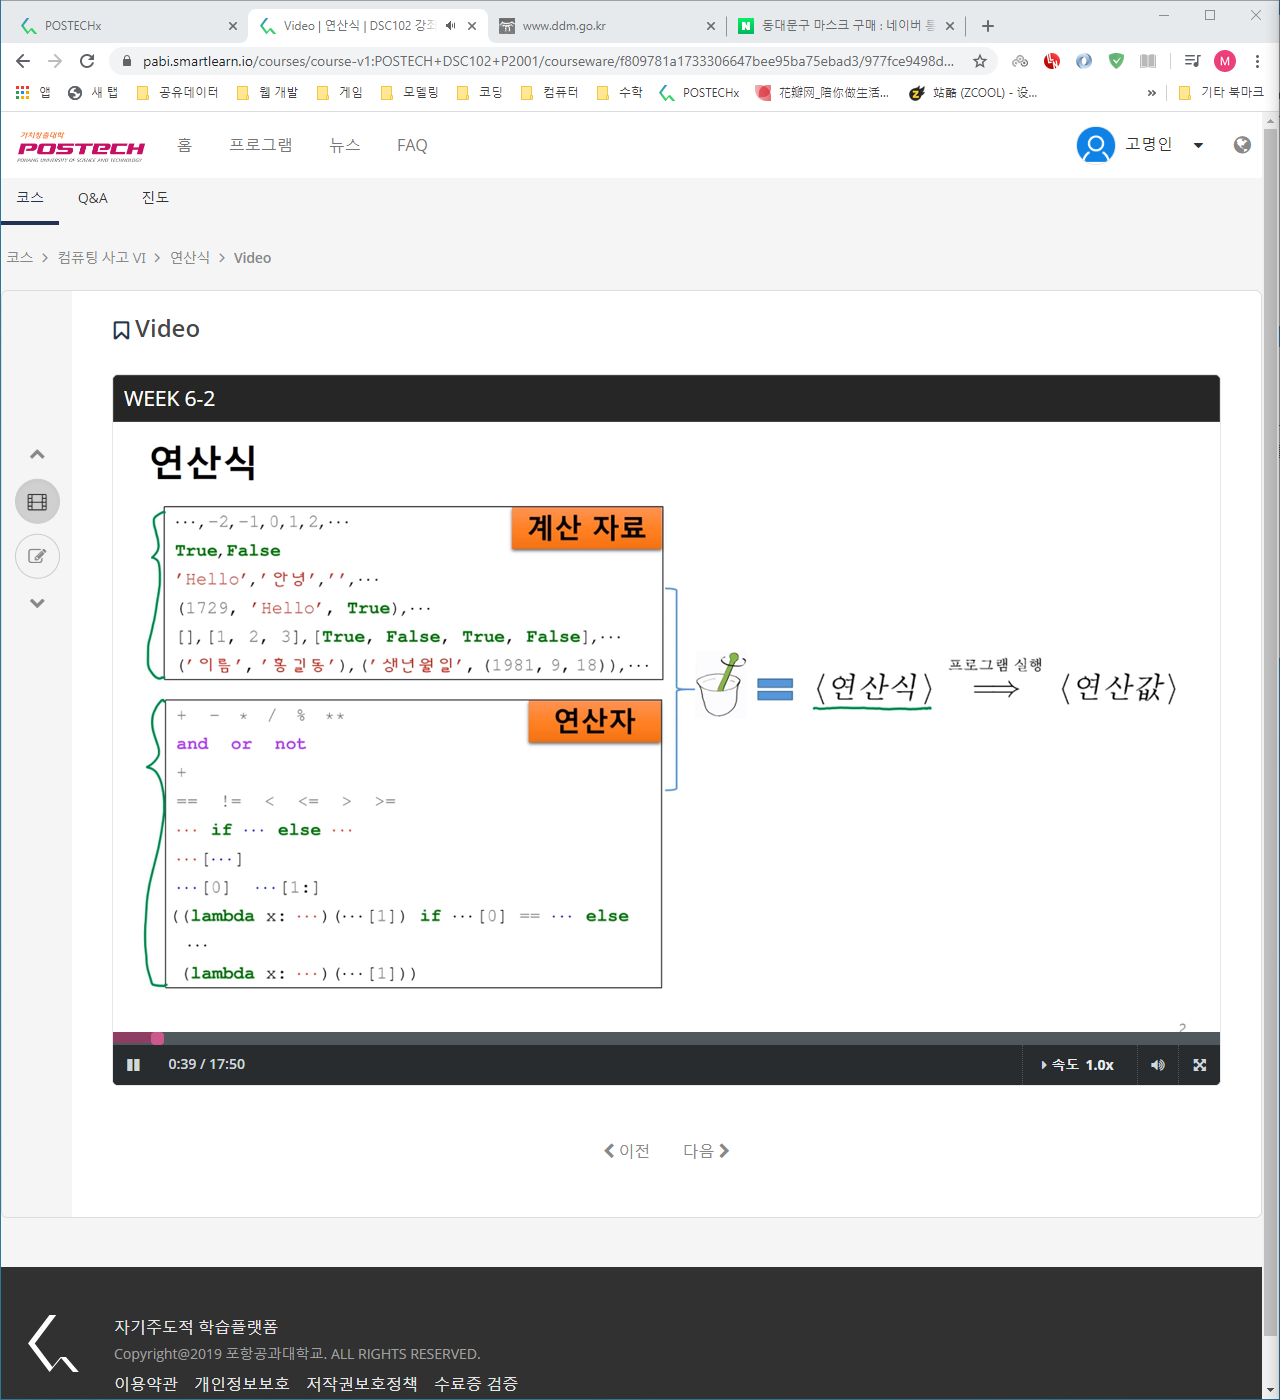 POSTECHx
Video | 연산식 | DSC102 강좌
www.ddm.go.kr
동대문구 마스크 구매 : 네이버 통
pabi.smartlearn.io/courses/course-v1:POSTECH+DSC102+P2001/courseware/f809781a1733306647bee95ba75ebad3/977fce9498d...
M
앱 새 탭 공유데이터 웹 개발 게임 모델링 코딩 컴퓨터 수학 POSTECHx 花瓣网_陪你做生活... 站酷 (ZCOOL) - 设... » 기타 북마크
가치창출대학
POSTECH
POHANG UNIVERSITY OF SCIENCE AND TECHNOLOGY
홈 프로그램 뉴스 FAQ
고명인
코스 Q&A 진도
코스 > 컴퓨팅 사고 VI > 연산식 > Video
Video
WEEK 6-2
연산식
계산 자료
···,-2,-1,0,1,2,···
True,False
'Hello','안녕','',···
(1729, 'Hello', True),···
[],[1, 2, 3],[True, False, True, False],···
('이름','홍길동'),('생년월일', (1981,9,18)),···
연산자
+ - * / % **
and or not
+
== != < <= > >=
··· if ··· else ···
···[···]
···[0] ···[1:]
((lambda x: ···)(···[1]) if ···[0] == ··· else
···
(lambda x: ···)(···[1]))
〈연산식〉 프로그램 실행 ⟹ 〈연산값〉
2
0:39 / 17:50
속도 1.0x
이전 다음
자기주도적 학습플랫폼
Copyright@2019 포항공과대학교. ALL RIGHTS RESERVED.
이용약관 개인정보보호 저작권보호정책 수료증 검증